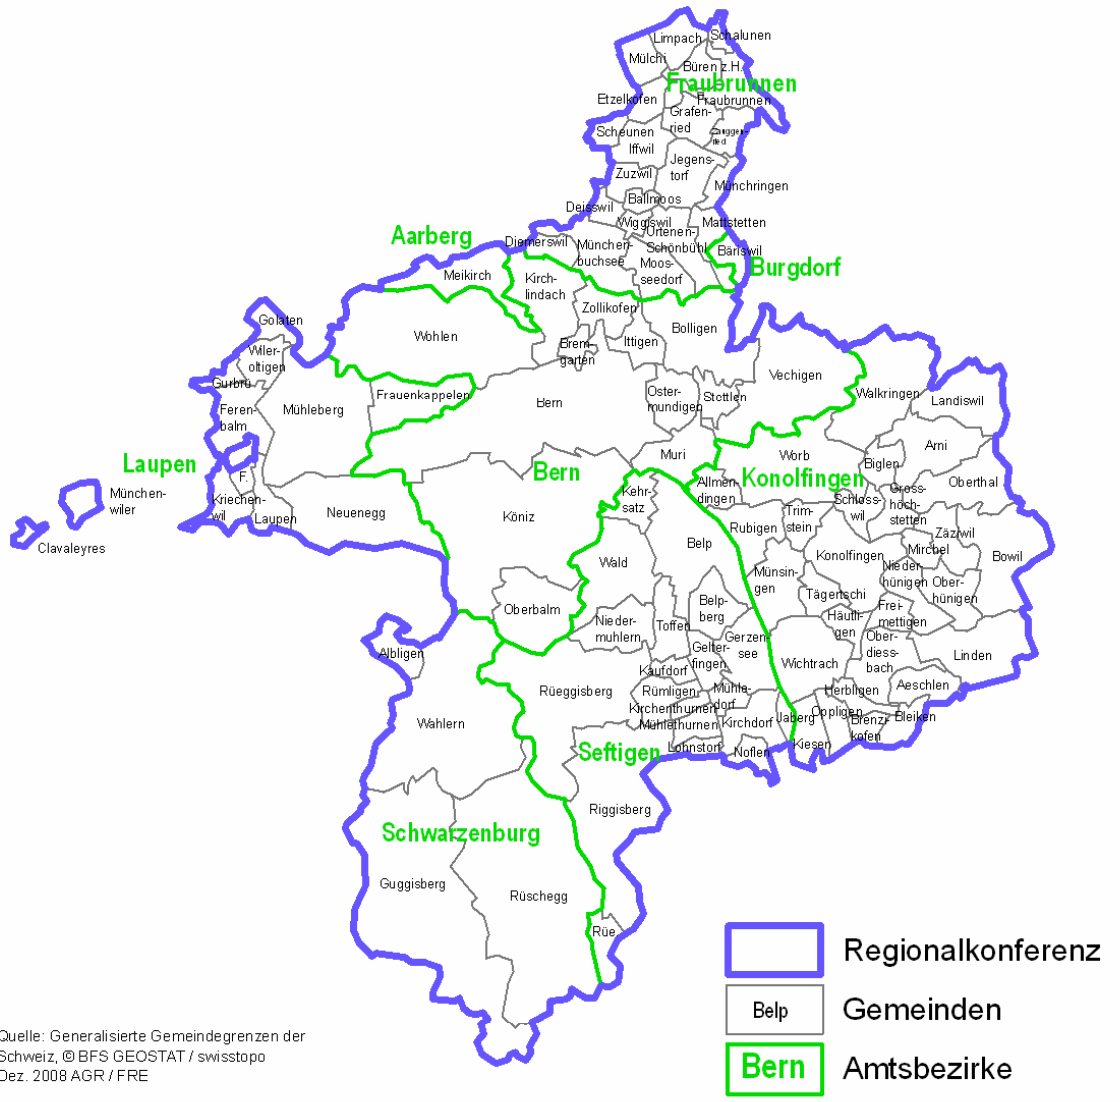 Limpach
Schalunen
Mülchi
Büren z.H.
Fraubrunnen
Etzelkofen
Fraubrunnen
Grafen-
ried
Scheunen
Zauggen-
ried
Iffwil
Jegens-
torf
Zuzwil
Münchringen
Ballmoos
Deisswil
Wiggiswil
Mattstetten
Urtenen-
Schönbühl
Aarberg
Diemerswil
München-
buchsee
Bäriswil
Burgdorf
Moos-
seedorf
Meikirch
Kirch-
lindach
Zollikofen
Golaten
Bolligen
Wohlen
Brem-
garten
Ittigen
Wiler-
oltigen
Gurbrü
Vechigen
Frauenkappelen
Bern
Oster-
mundigen
Stettlen
Walkringen
Landiswil
Feren-
balm
Mühleberg
Arni
Muri
Worb
Biglen
Laupen
Bern
Konolfingen
Oberthal
F.
Kehr-
satz
Allmen-
dingen
Schloss-
wil
Gross-
höch-
stetten
München-
wiler
Kriechen-
wil
Laupen
Neuenegg
Köniz
Rubigen
Trim-
stein
Zäziwil
Clavaleyres
Belp
Konolfingen
Mirchel
Bowil
Wald
Münsin-
gen
Nieder-
hünigen
Ober-
hünigen
Tägertschi
Oberbalm
Belp-
berg
Frei-
mettigen
Nieder-
muhlern
Toffen
Häutli-
gen
Gerzen-
see
Ober-
diess-
bach
Albligen
Gelter-
fingen
Wichtrach
Linden
Kaufdorf
Rüeggisberg
Rümligen
Mühle-
dorf
Herbligen
Aeschlen
Kirchenthurnen
Wahlern
Mühlethurnen
Kirchdorf
Jaberg
Oppligen
Brenzi-
kofen
Bleiken
Seftigen
Lohnstorf
Noflen
Kiesen
Riggisberg
Schwarzenburg
Guggisberg
Rüschegg
Rüe
Regionalkonferenz
Belp
Gemeinden
Bern
Amtsbezirke
Quelle: Generalisierte Gemeindegrenzen der
Schweiz, © BFS GEOSTAT / swisstopo
Dez. 2008 AGR / FRE